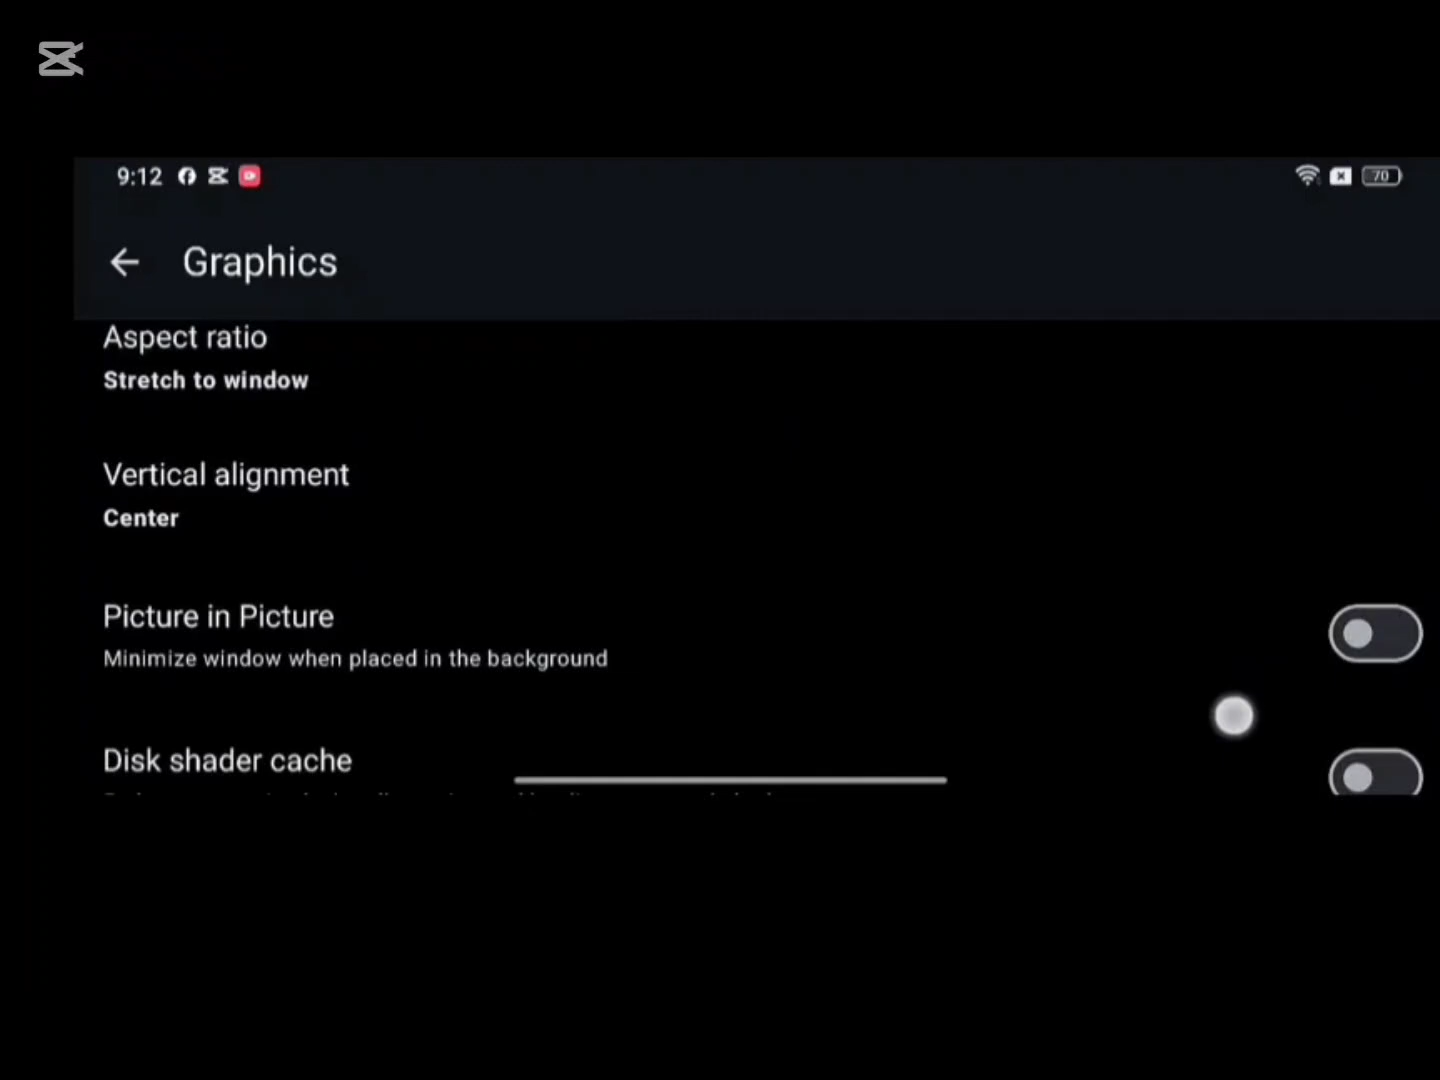 9:12
70
Graphics
Aspect ratio
Stretch to window
Vertical alignment
Center
Picture in Picture
Minimize window when placed in the background
Disk shader cache